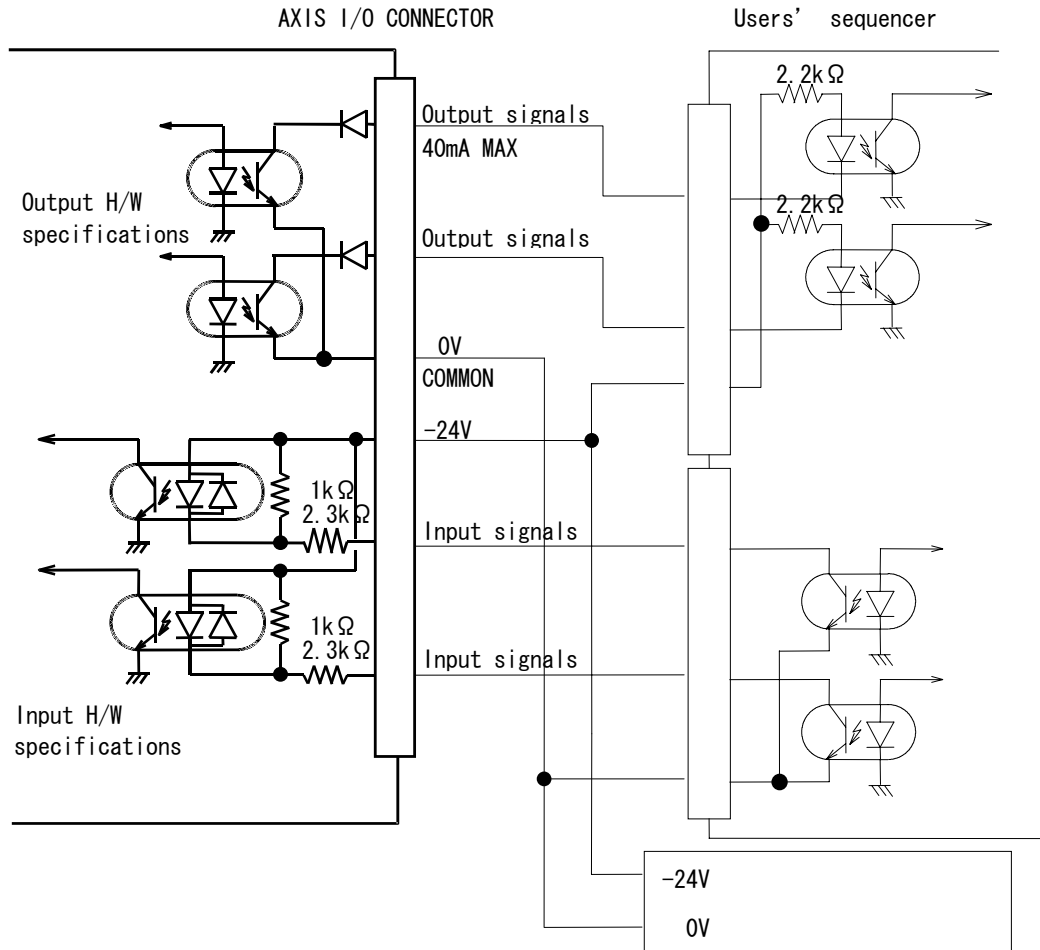 AXIS I/O CONNECTOR
Users’ sequencer
2.2kΩ
Output signals
40mA MAX
Output H/W
specifications
2.2kΩ
Output signals
0V
COMMON
-24V
1kΩ
2.3kΩ
Input signals
1kΩ
2.3kΩ
Input signals
Input H/W
specifications
-24V
0V